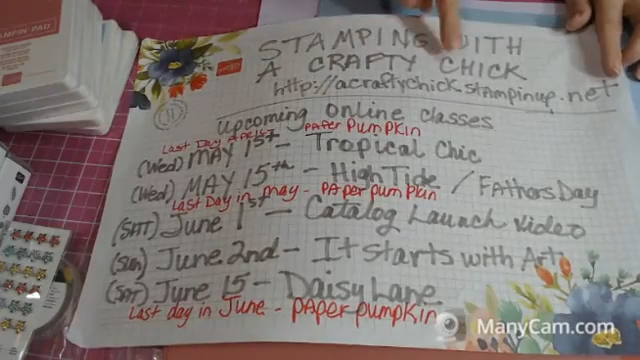 STAMPIN' PAD
STAMPING WITH
A CRAFTY CHICK
http://acraftychick.stampinup.net
upcoming online classes
Last Day April - PAPER PUMPKIN
(Wed) MAY 1st - Tropical Chic
(Wed) MAY 15th - High Tide / FATHERS DAY
Last DAY in may - PAPER pumpkin
(SAT) June 1st - Catalog Launch video
(Sun) June 2nd - It starts with Art
(SAT) June 15 - Daisy Lane
Last day in June - PAPER pumpkin
ManyCam.com